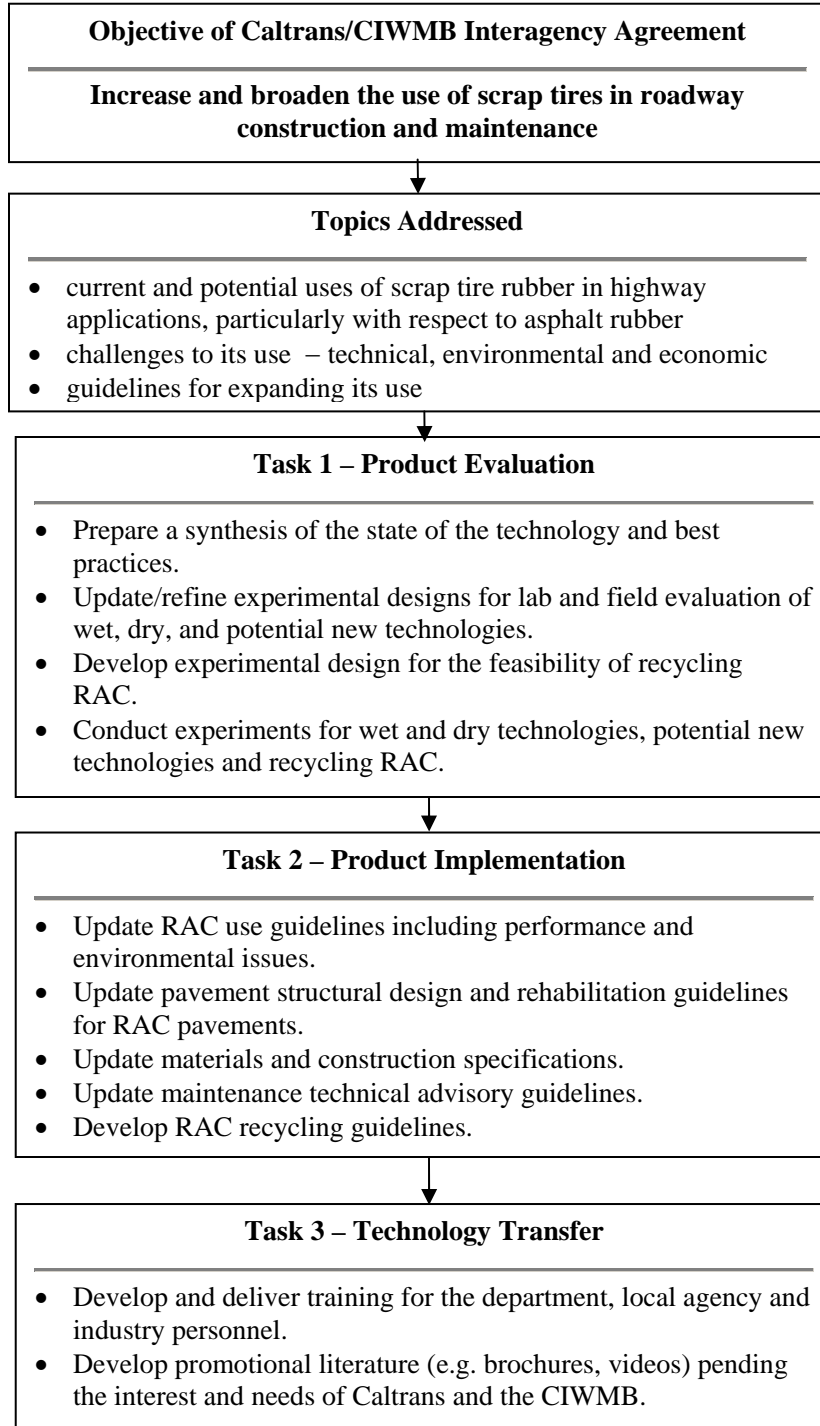 Objective of Caltrans/CIWMB Interagency Agreement
Increase and broaden the use of scrap tires in roadway
construction and maintenance
Topics Addressed
• current and potential uses of scrap tire rubber in highway
applications, particularly with respect to asphalt rubber
• challenges to its use – technical, environmental and economic
• guidelines for expanding its use
Task 1 – Product Evaluation
• Prepare a synthesis of the state of the technology and best
practices.
• Update/refine experimental designs for lab and field evaluation of
wet, dry, and potential new technologies.
• Develop experimental design for the feasibility of recycling
RAC.
• Conduct experiments for wet and dry technologies, potential new
technologies and recycling RAC.
Task 2 – Product Implementation
• Update RAC use guidelines including performance and
environmental issues.
• Update pavement structural design and rehabilitation guidelines
for RAC pavements.
• Update materials and construction specifications.
• Update maintenance technical advisory guidelines.
• Develop RAC recycling guidelines.
Task 3 – Technology Transfer
• Develop and deliver training for the department, local agency and
industry personnel.
• Develop promotional literature (e.g. brochures, videos) pending
the interest and needs of Caltrans and the CIWMB.